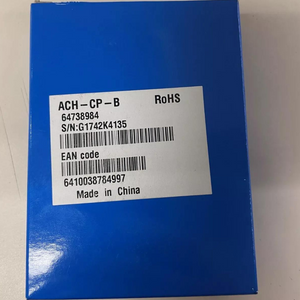 ACH-CP-B RoHS
64738984
S/N:G1742K4135
EAN code
6410038784997
Made in China